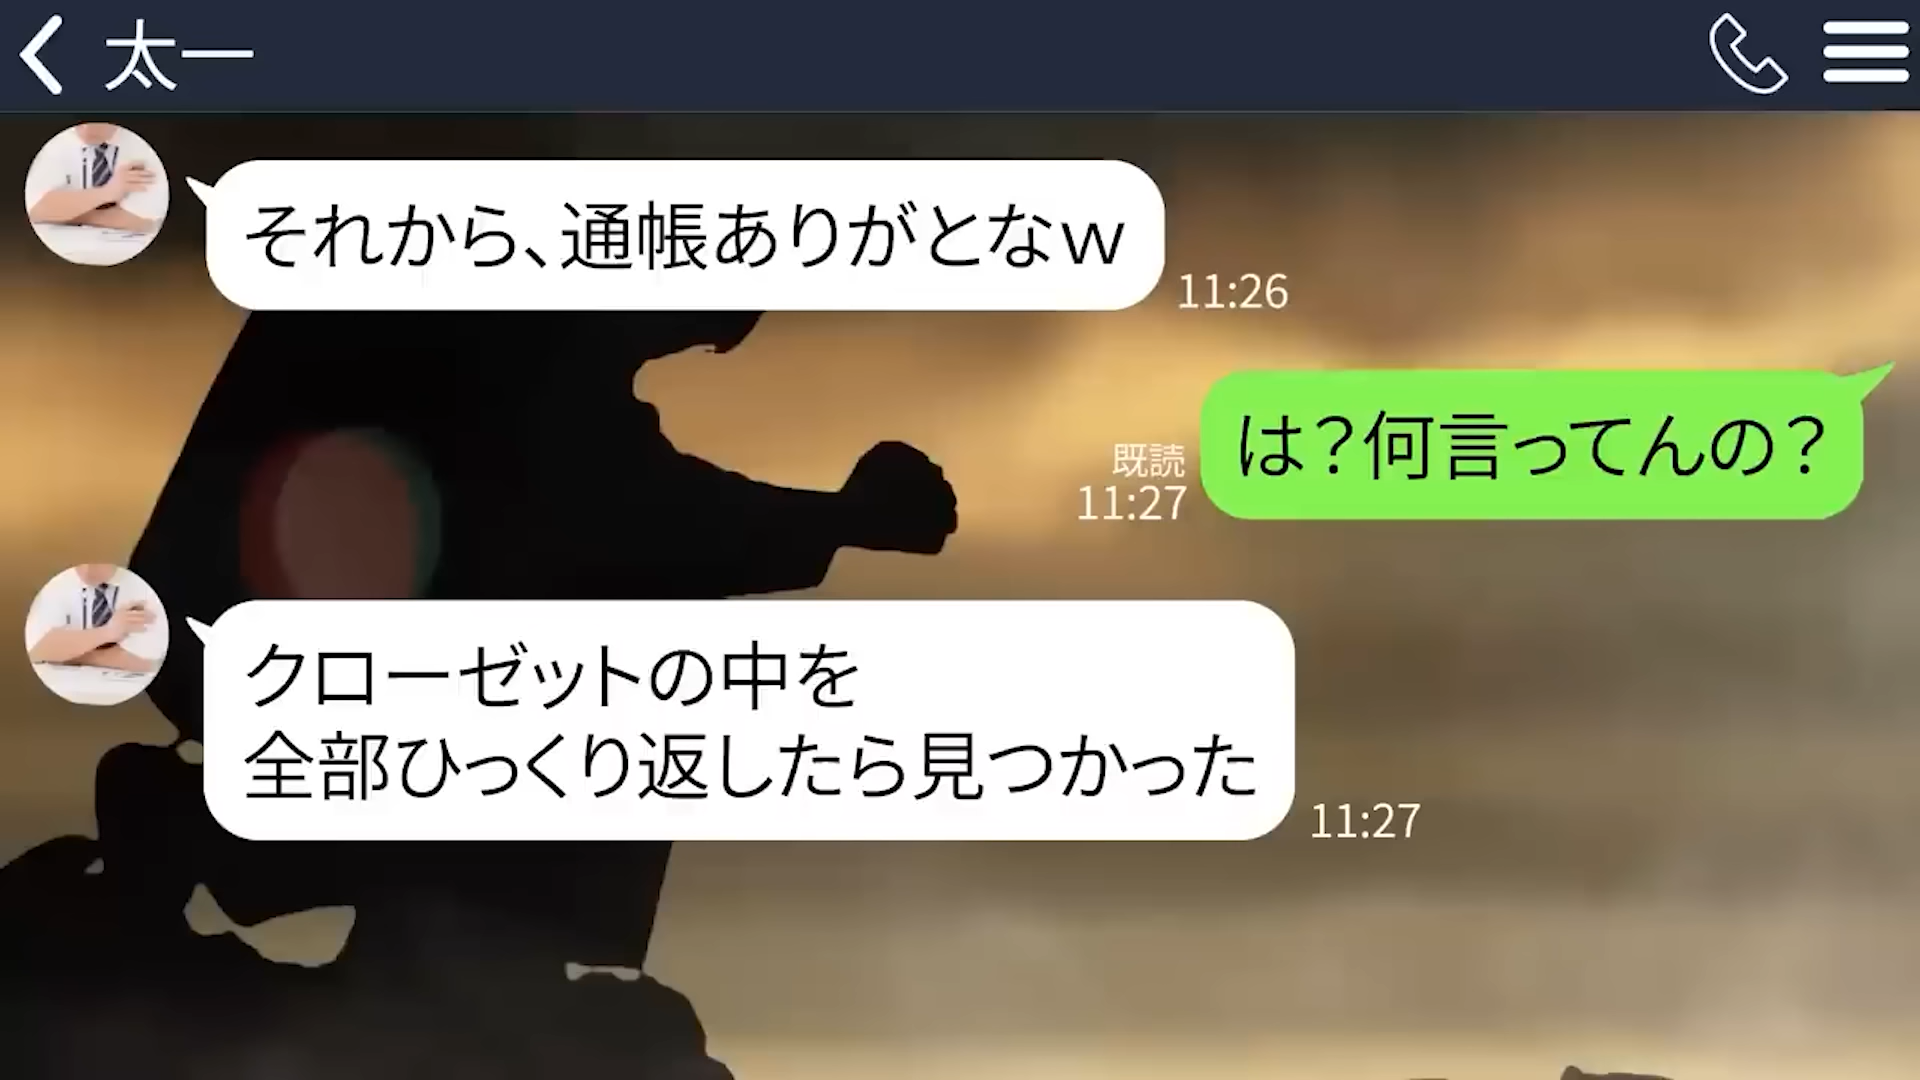 太一
それから、通帳ありがとなw
11:26
は？何言ってんの？
既読
11:27
クローゼットの中を
全部ひっくり返したら見つかった
11:27